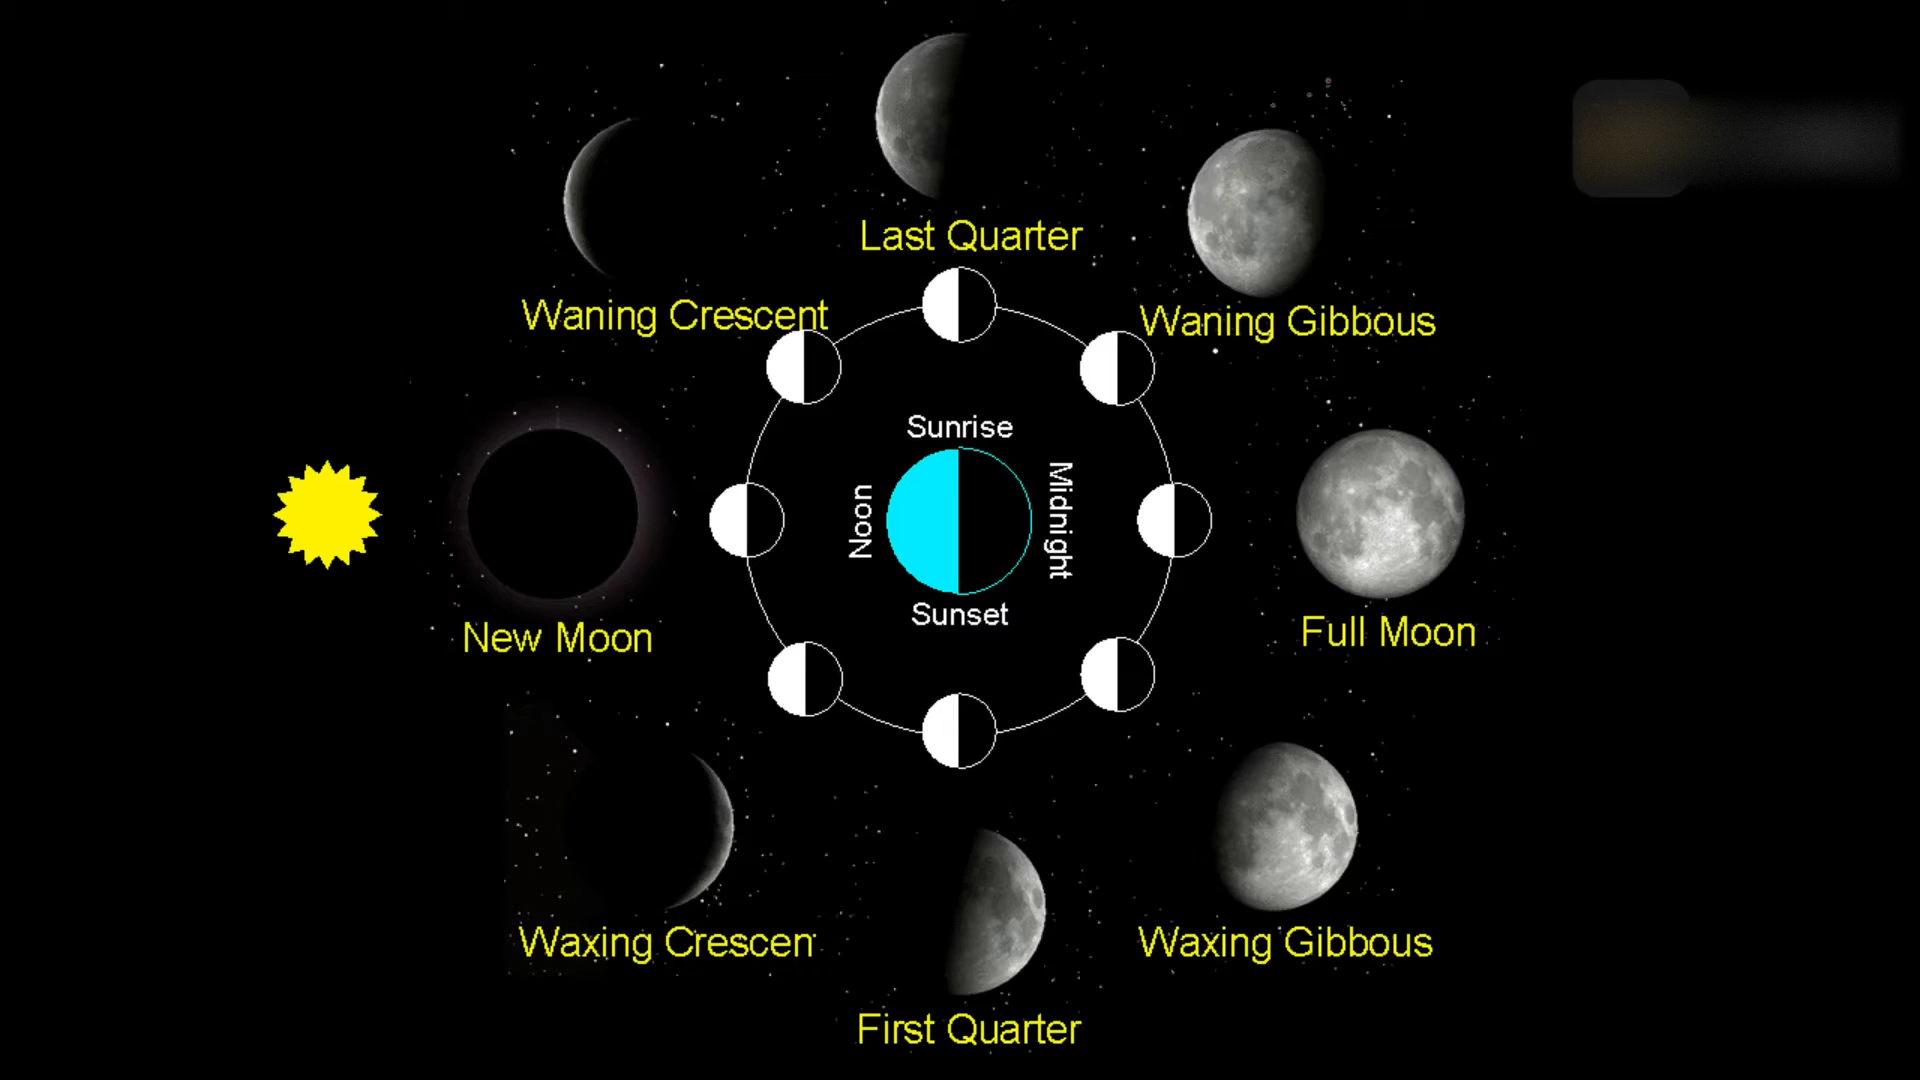 Last Quarter
Waning Crescent
Waning Gibbous
Sunrise
Noon
Midnight
Sunset
New Moon
Full Moon
Waxing Crescen
Waxing Gibbous
First Quarter